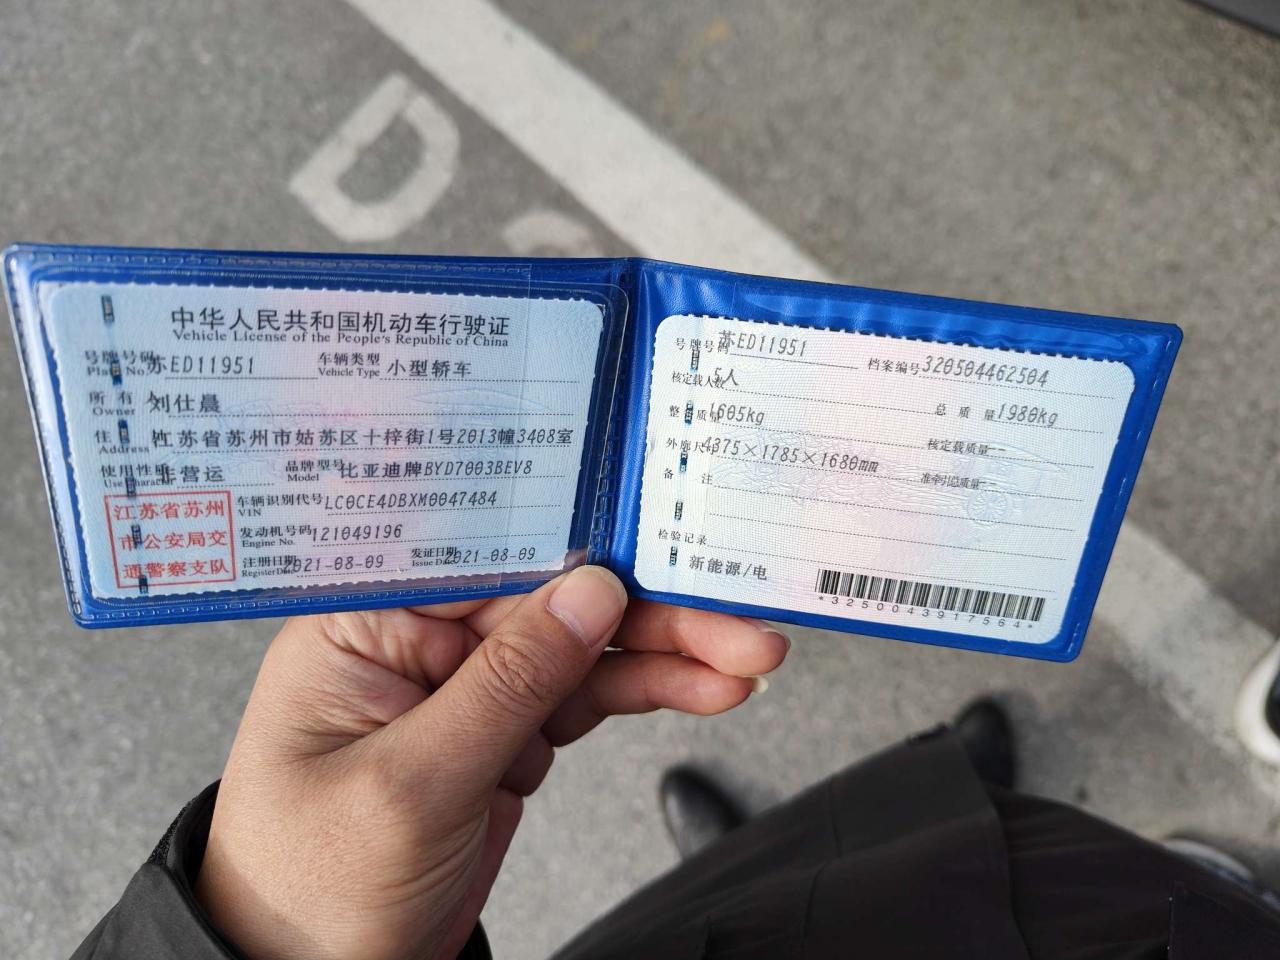 中华人民共和国机动车行驶证
Vehicle License of the People's Republic of China
号牌号码 苏ED11951 车辆类型 小型轿车
Plate No. Vehicle Type
所有人 刘仕晨
Owner
住址 江苏省苏州市姑苏区十梓街1号2013幢3408室
Address
使用性质 非营运 品牌型号 比亚迪牌BYD7003BEV8
Use Character Model
江苏省苏州
市公安局交
通警察支队
车辆识别代号 LC0CE4DBXM0047484
VIN
发动机号码 121049196
Engine No.
注册日期 2021-08-09 发证日期 2021-08-09
Register Date Issue Date
号牌号码 苏ED11951 档案编号 320504462504
核定载人数 5人
整备质量 1605kg 总质量 1980kg
外廓尺寸 4375×1785×1680mm 核定载质量 --
备注 准牵引总质量 --
检验记录
新能源/电
*3250043917564*
D